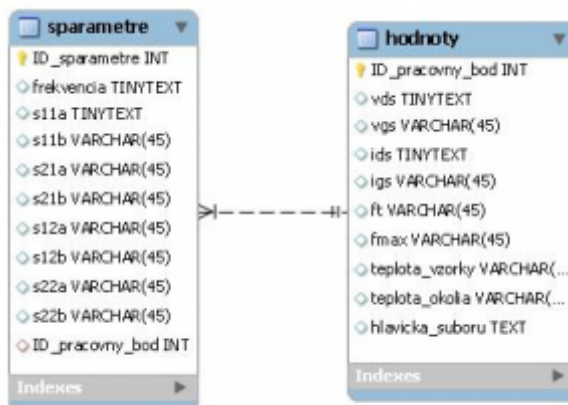 sparametre
ID_sparametre INT
frekvencia TINYTEXT
s11a TINYTEXT
s11b VARCHAR(45)
s21a VARCHAR(45)
s21b VARCHAR(45)
s12a VARCHAR(45)
s12b VARCHAR(45)
s22a VARCHAR(45)
s22b VARCHAR(45)
ID_pracovny_bod INT
Indexes
hodnoty
ID_pracovny_bod INT
vds TINYTEXT
vgs VARCHAR(45)
ids TINYTEXT
igs VARCHAR(45)
ft VARCHAR(45)
fmax VARCHAR(45)
teplota_vzorky VARCHAR(...
teplota_okolia VARCHAR(...
hlavicka_suboru TEXT
Indexes